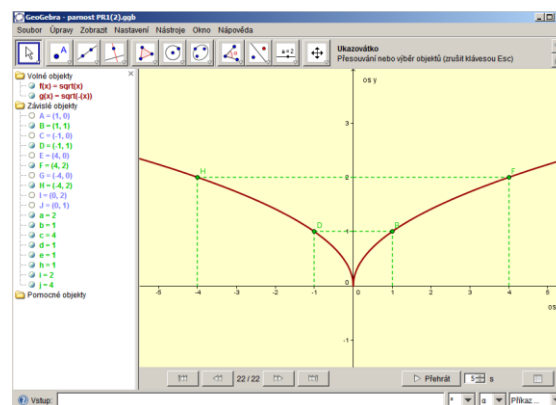 GeoGebra - parnost PR1(2).ggb
Soubor Úpravy Zobrazit Nastavení Nástroje Okno Nápověda
A
a=2
Ukazovátko
Přesouvání nebo výběr objektů (zrušit klávesou Esc)
Volné objekty
f(x) = sqrt(x)
g(x) = sqrt(-(x))
Závislé objekty
A = (1, 0)
B = (1, 1)
C = (-1, 0)
D = (-1, 1)
E = (4, 0)
F = (4, 2)
G = (-4, 0)
H = (-4, 2)
I = (0, 2)
J = (0, 1)
a = 2
b = 1
c = 4
d = 1
e = 1
h = 1
i = 2
j = 4
Pomocné objekty
os y
3
H 2 F
D 1 B
0
-5 -4 -3 -2 -1 0 1 2 3 4 5
os
-1
22 / 22
Přehrát
5 s
Vstup:
α
Příkaz ...